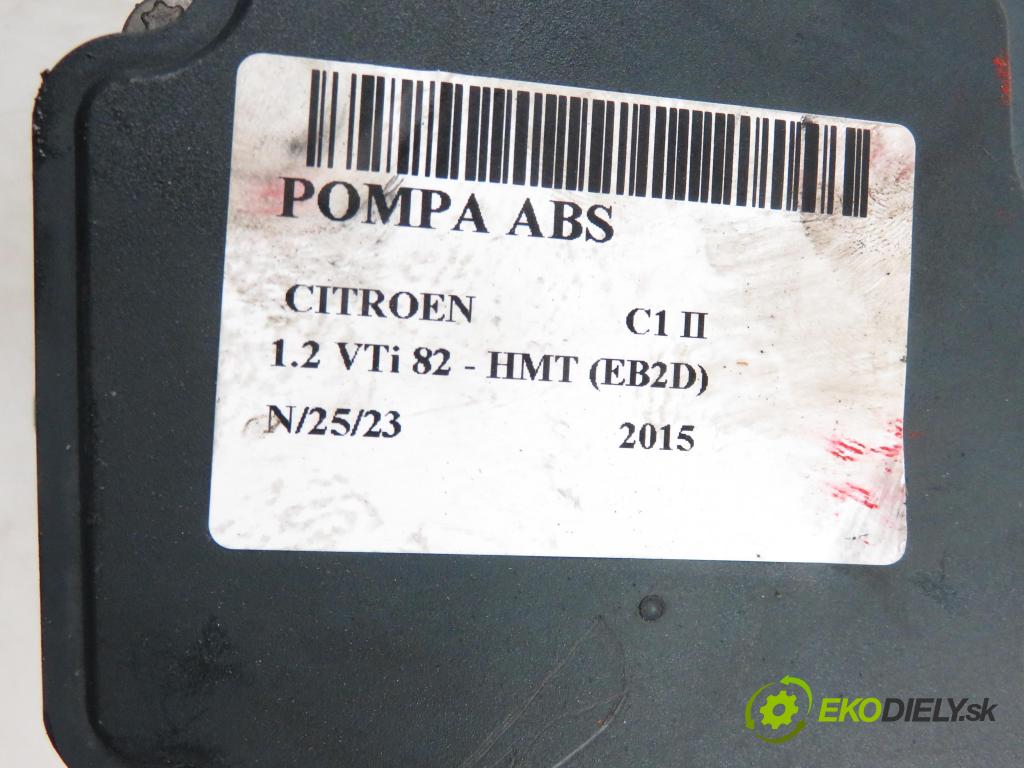 POMPA ABS
CITROEN C1 II
1.2 VTi 82 - HMT (EB2D)
N/25/23 2015
EKODIELY.sk